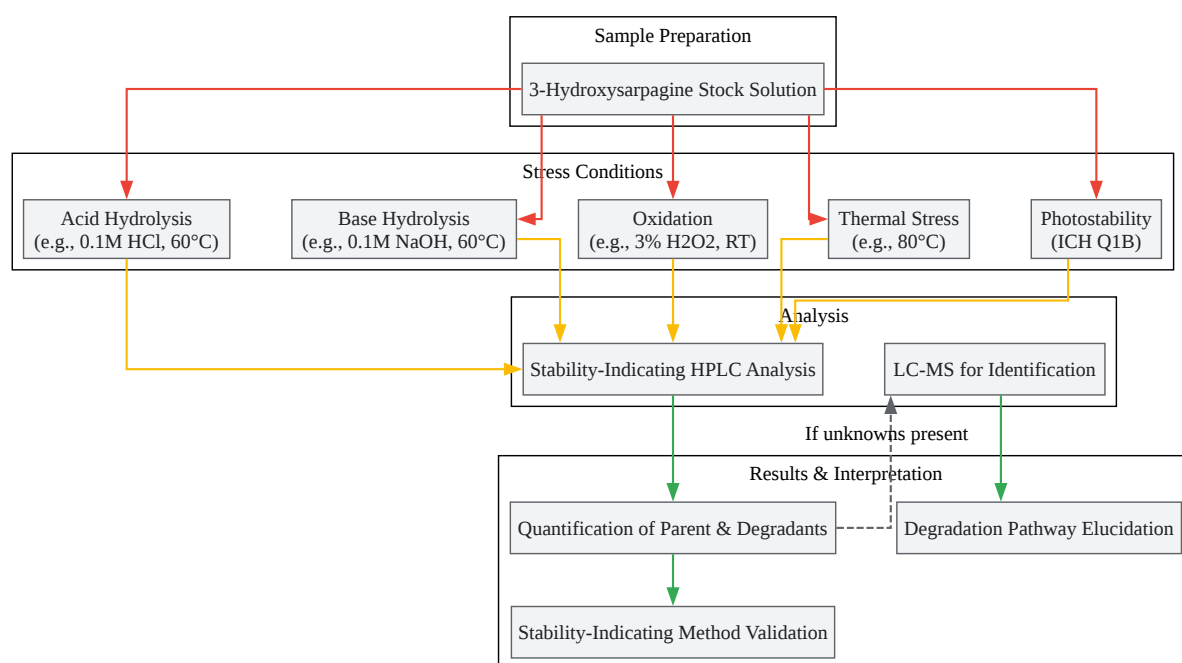 Sample Preparation
3-Hydroxysarpagine Stock Solution
Stress Conditions
Acid Hydrolysis
(e.g., 0.1M HCl, 60°C)
Base Hydrolysis
(e.g., 0.1M NaOH, 60°C)
Oxidation
(e.g., 3% H2O2, RT)
Thermal Stress
(e.g., 80°C)
Photostability
(ICH Q1B)
Analysis
Stability-Indicating HPLC Analysis
LC-MS for Identification
If unknowns present
Results & Interpretation
Quantification of Parent & Degradants
Degradation Pathway Elucidation
Stability-Indicating Method Validation